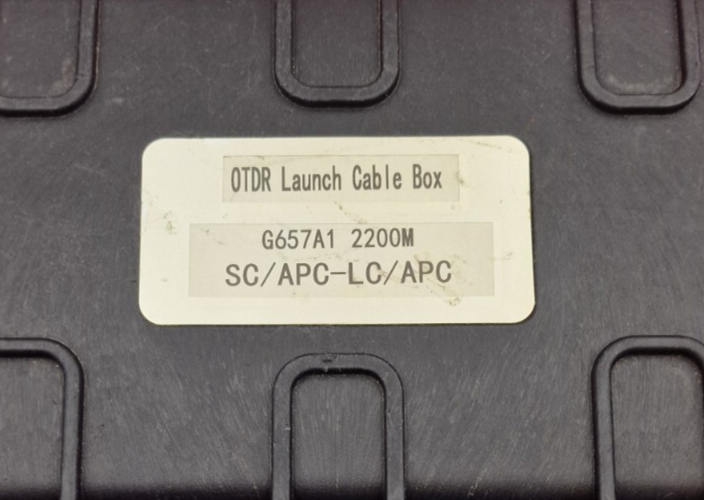 OTDR Launch Cable Box
G657A1 2200M
SC/APC-LC/APC